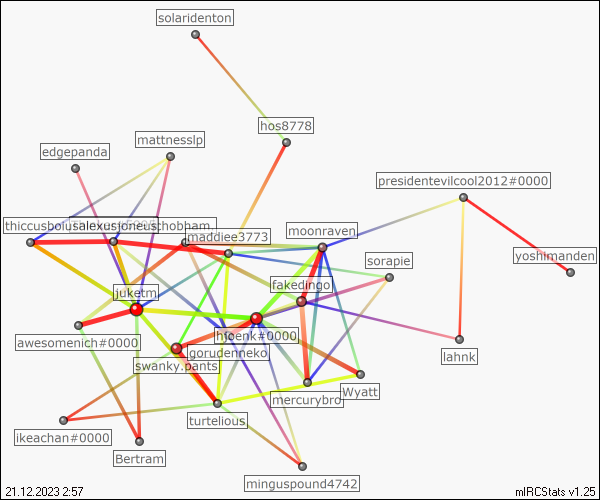 solaridenton
hos8778
mattnesslp
edgepanda
presidentevilcool2012#0000
maddiee3773
moonraven
yoshimanden
sorapie
juketm
fakedingo
awesomenich#0000
hjoenk#0000
gorudenneko
swanky.pants
lahnk
mercurybro
Wyatt
turtelious
ikeachan#0000
Bertram
minguspound4742
21.12.2023 2:57
mIRCStats v1.25